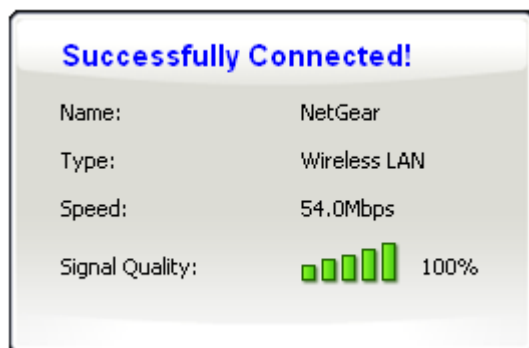 Successfully Connected!
Name: NetGear
Type: Wireless LAN
Speed: 54.0Mbps
Signal Quality: 100%